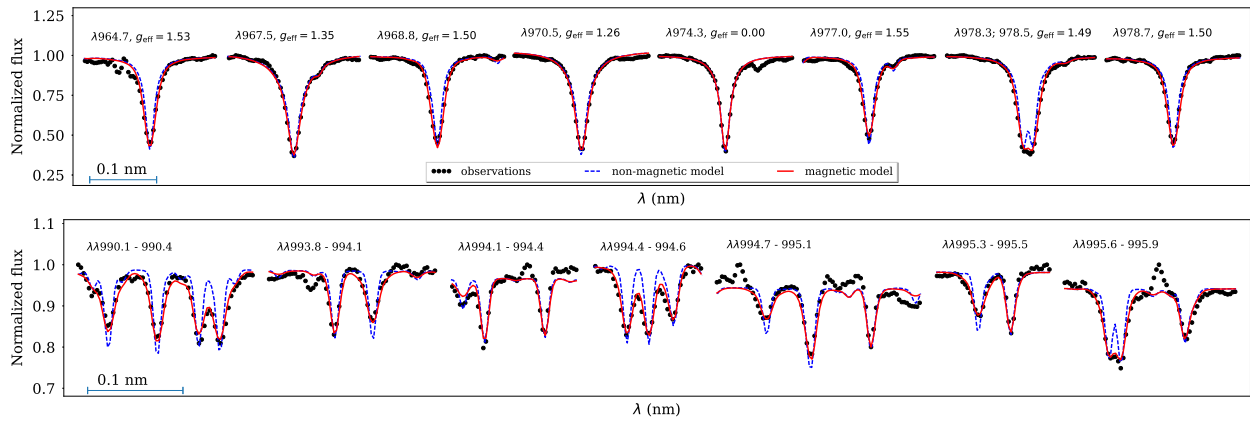 1.25
1.00
0.75
0.50
0.25
Normalized flux
λ964.7, g_eff = 1.53
λ967.5, g_eff = 1.35
λ968.8, g_eff = 1.50
λ970.5, g_eff = 1.26
λ974.3, g_eff = 0.00
λ977.0, g_eff = 1.55
λ978.3; 978.5, g_eff = 1.49
λ978.7, g_eff = 1.50
0.1 nm
observations
non-magnetic model
magnetic model
λ (nm)
1.1
1.0
0.9
0.8
0.7
Normalized flux
λλ990.1 - 990.4
λλ993.8 - 994.1
λλ994.1 - 994.4
λλ994.4 - 994.6
λλ994.7 - 995.1
λλ995.3 - 995.5
λλ995.6 - 995.9
0.1 nm
λ (nm)